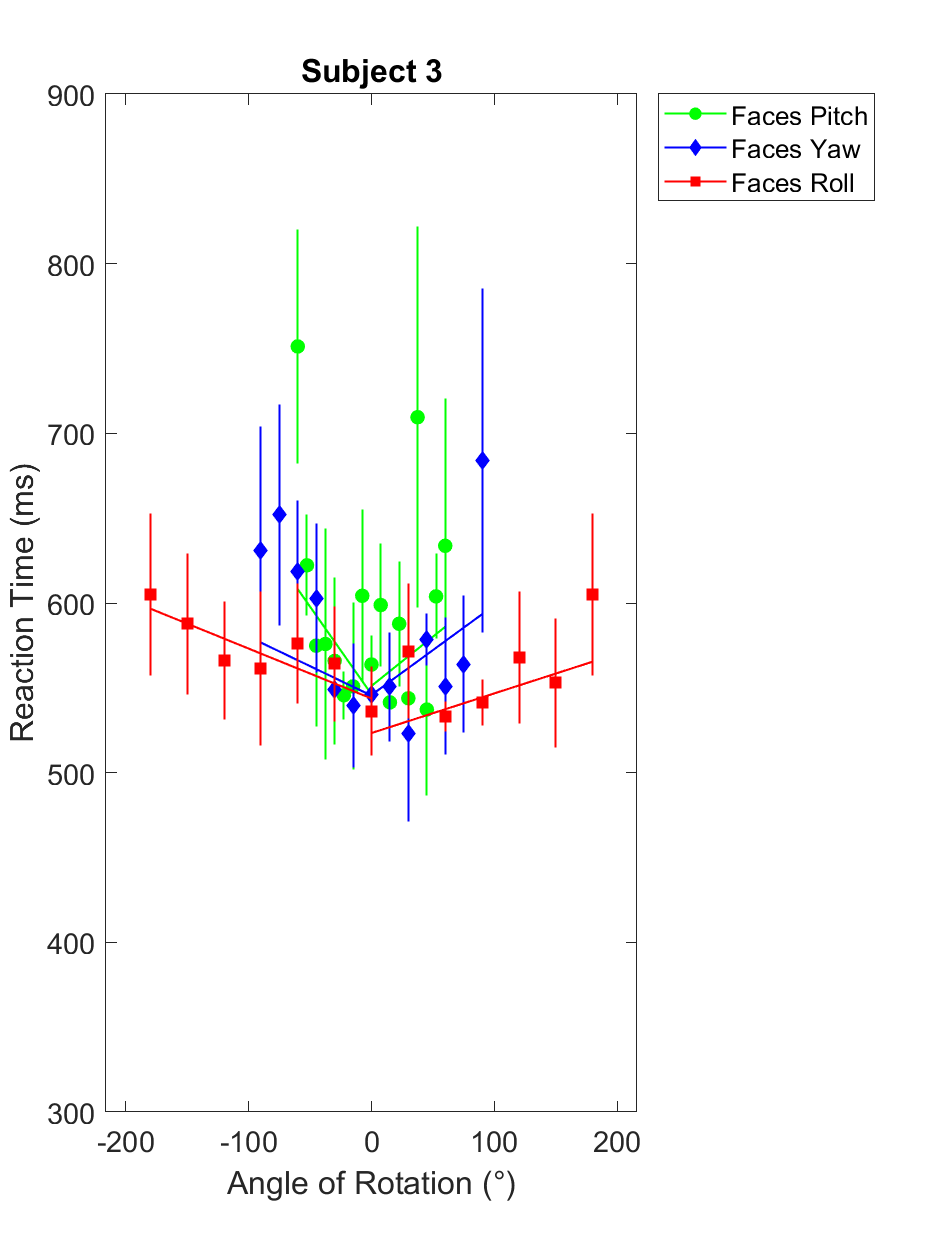 Subject 3
900
800
700
600
500
400
300
-200
-100
0
100
200
Reaction Time (ms)
Angle of Rotation (°)
Faces Pitch
Faces Yaw
Faces Roll